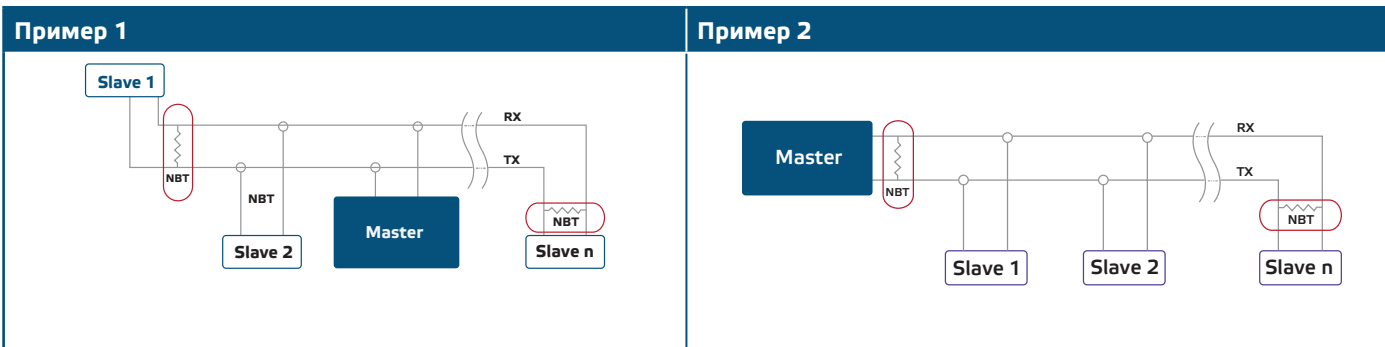 Пример 1
Slave 1
RX
TX
NBT
NBT
NBT
Master
Slave 2
Slave n
Пример 2
RX
Master
TX
NBT
NBT
Slave 1
Slave 2
Slave n